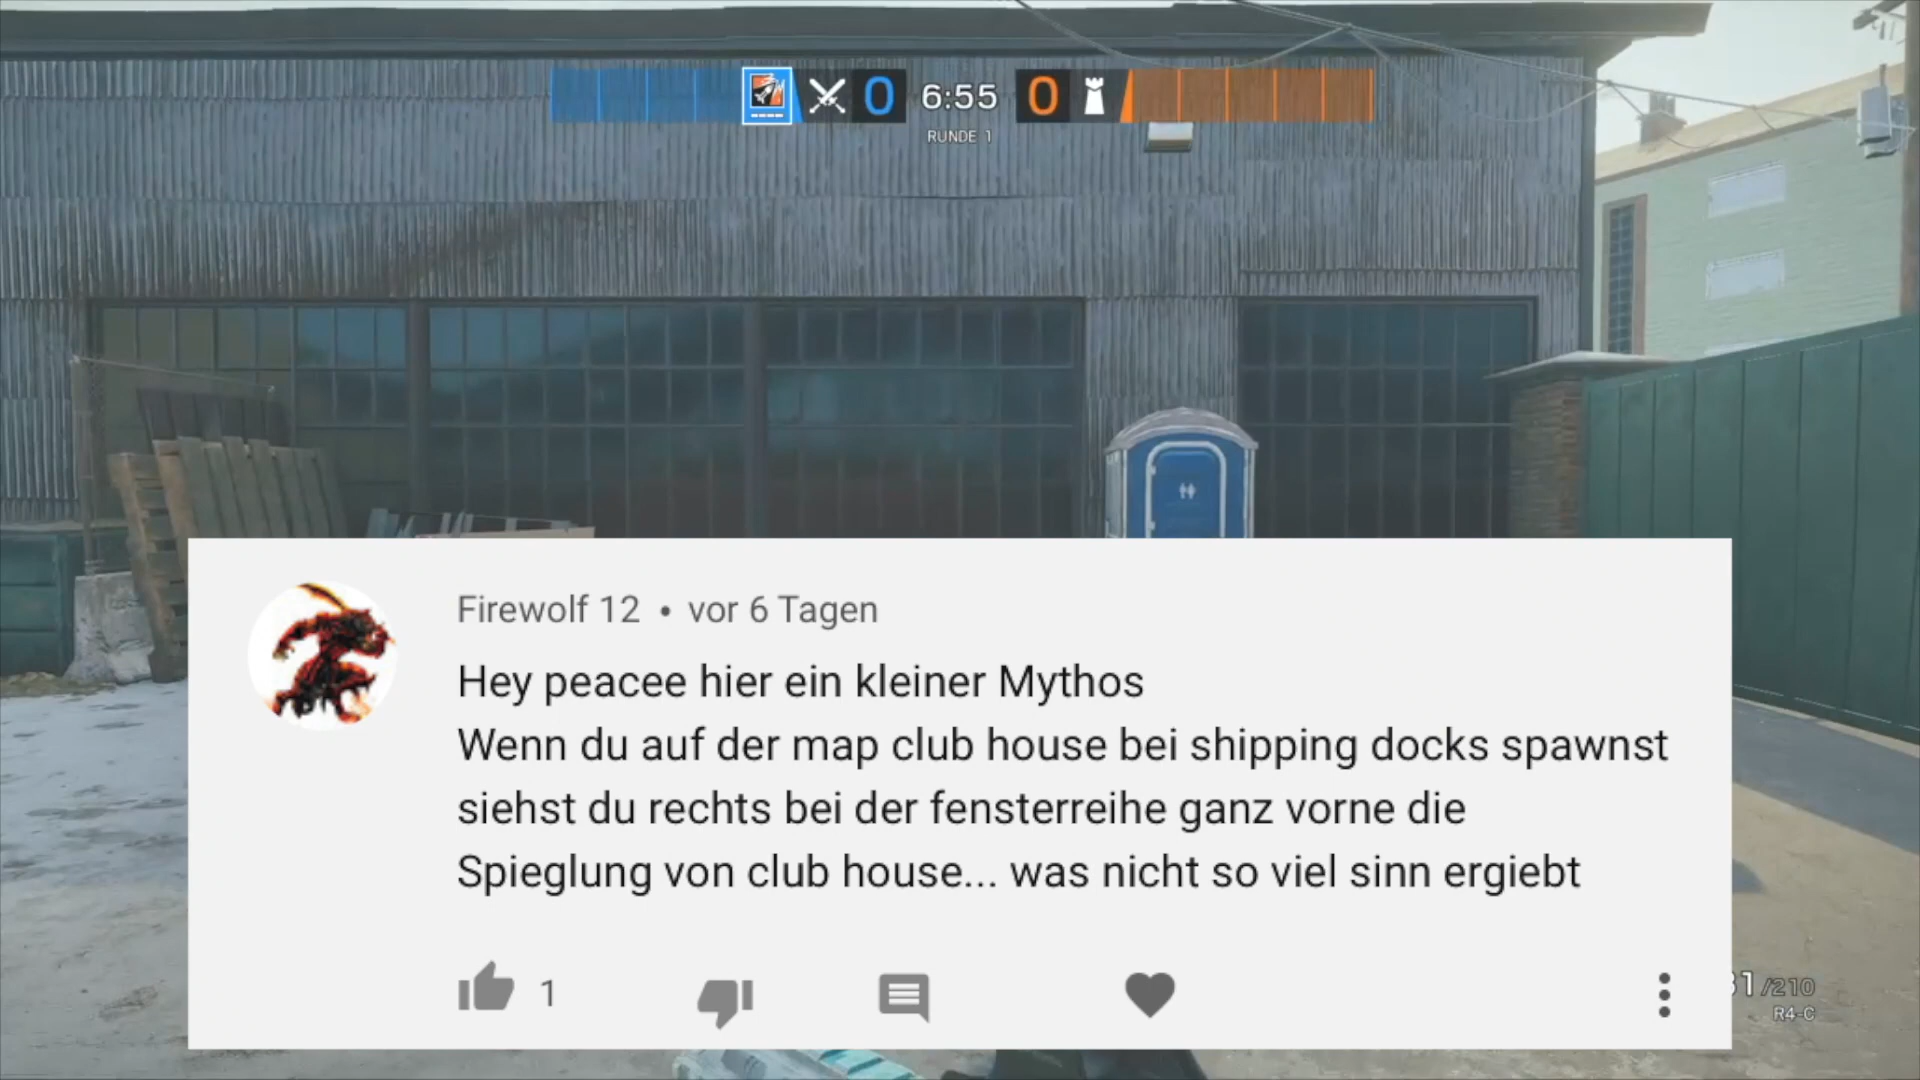 0 6:55 0
RUNDE 1
Firewolf 12 • vor 6 Tagen
Hey peacee hier ein kleiner Mythos
Wenn du auf der map club house bei shipping docks spawnst
siehst du rechts bei der fensterreihe ganz vorne die
Spieglung von club house... was nicht so viel sinn ergiebt
1
/210
R4-C